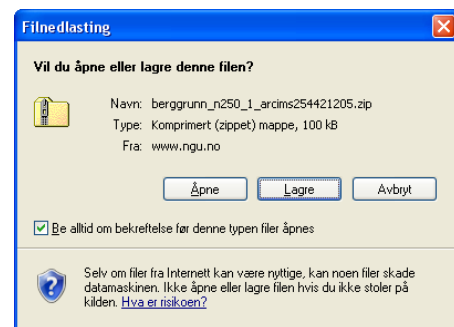 Filnedlasting
Vil du åpne eller lagre denne filen?
Navn: berggrunn_n250_1_arcims254421205.zip
Type: Komprimert (zippet) mappe, 100 kB
Fra: www.ngu.no
Åpne Lagre Avbryt
Be alltid om bekreftelse før denne typen filer åpnes
Selv om filer fra Internett kan være nyttige, kan noen filer skade
datamaskinen. Ikke åpne eller lagre filen hvis du ikke stoler på
kilden. Hva er risikoen?